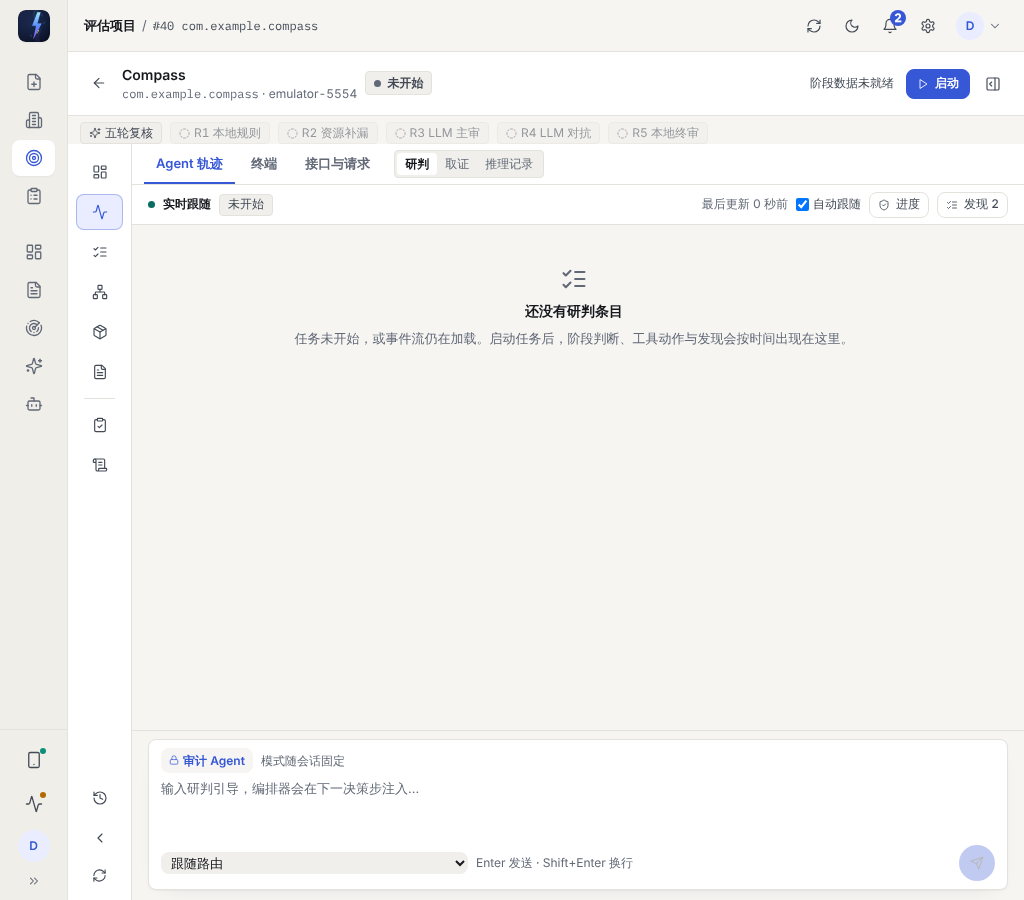 评估项目 / #40 com.example.compass
2
D
Compass
com.example.compass · emulator-5554
未开始
阶段数据未就绪
启动
五轮复核
R1 本地规则
R2 资源补漏
R3 LLM 主审
R4 LLM 对抗
R5 本地终审
Agent 轨迹
终端
接口与请求
研判
取证
推理记录
实时跟随
未开始
最后更新 0 秒前
自动跟随
进度
发现 2
还没有研判条目
任务未开始，或事件流仍在加载。启动任务后，阶段判断、工具动作与发现会按时间出现在这里。
审计 Agent
模式随会话固定
输入研判引导，编排器会在下一决策步注入...
跟随路由
Enter 发送 · Shift+Enter 换行
D